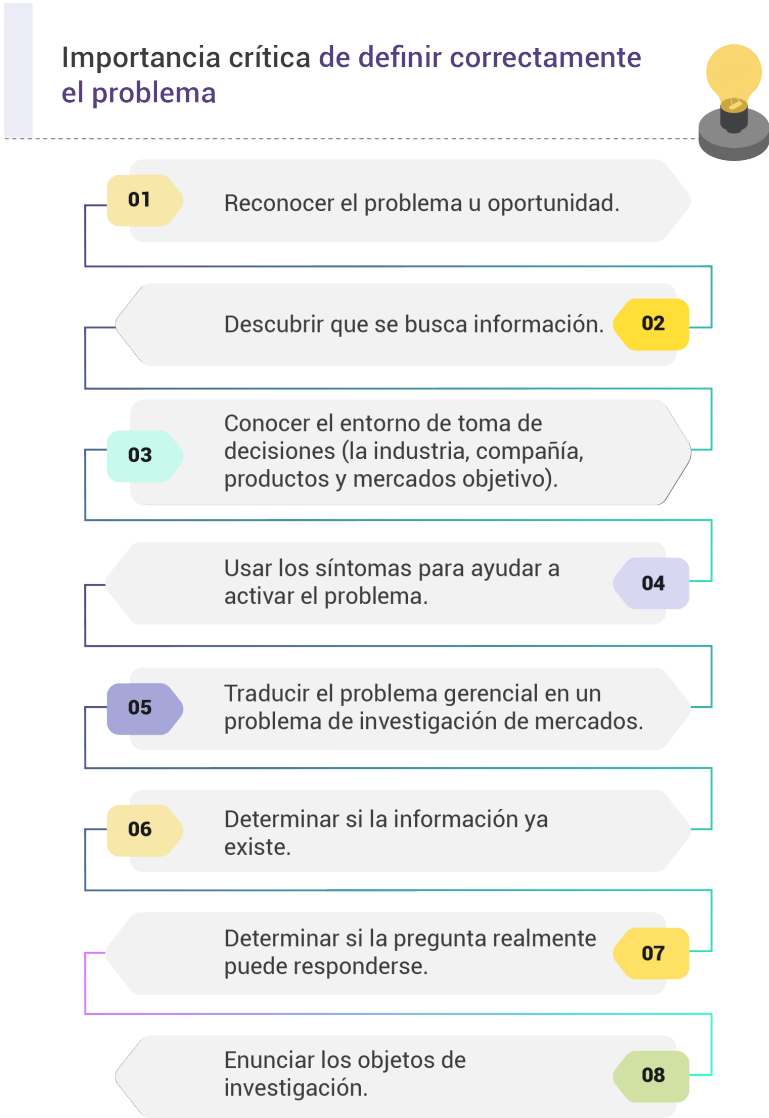 Importancia crítica de definir correctamente
el problema
01
Reconocer el problema u oportunidad.
Descubrir que se busca información.
02
03
Conocer el entorno de toma de
decisiones (la industria, compañía,
productos y mercados objetivo).
Usar los síntomas para ayudar a
activar el problema.
04
05
Traducir el problema gerencial en un
problema de investigación de mercados.
06
Determinar si la información ya
existe.
Determinar si la pregunta realmente
puede responderse.
07
Enunciar los objetos de
investigación.
08